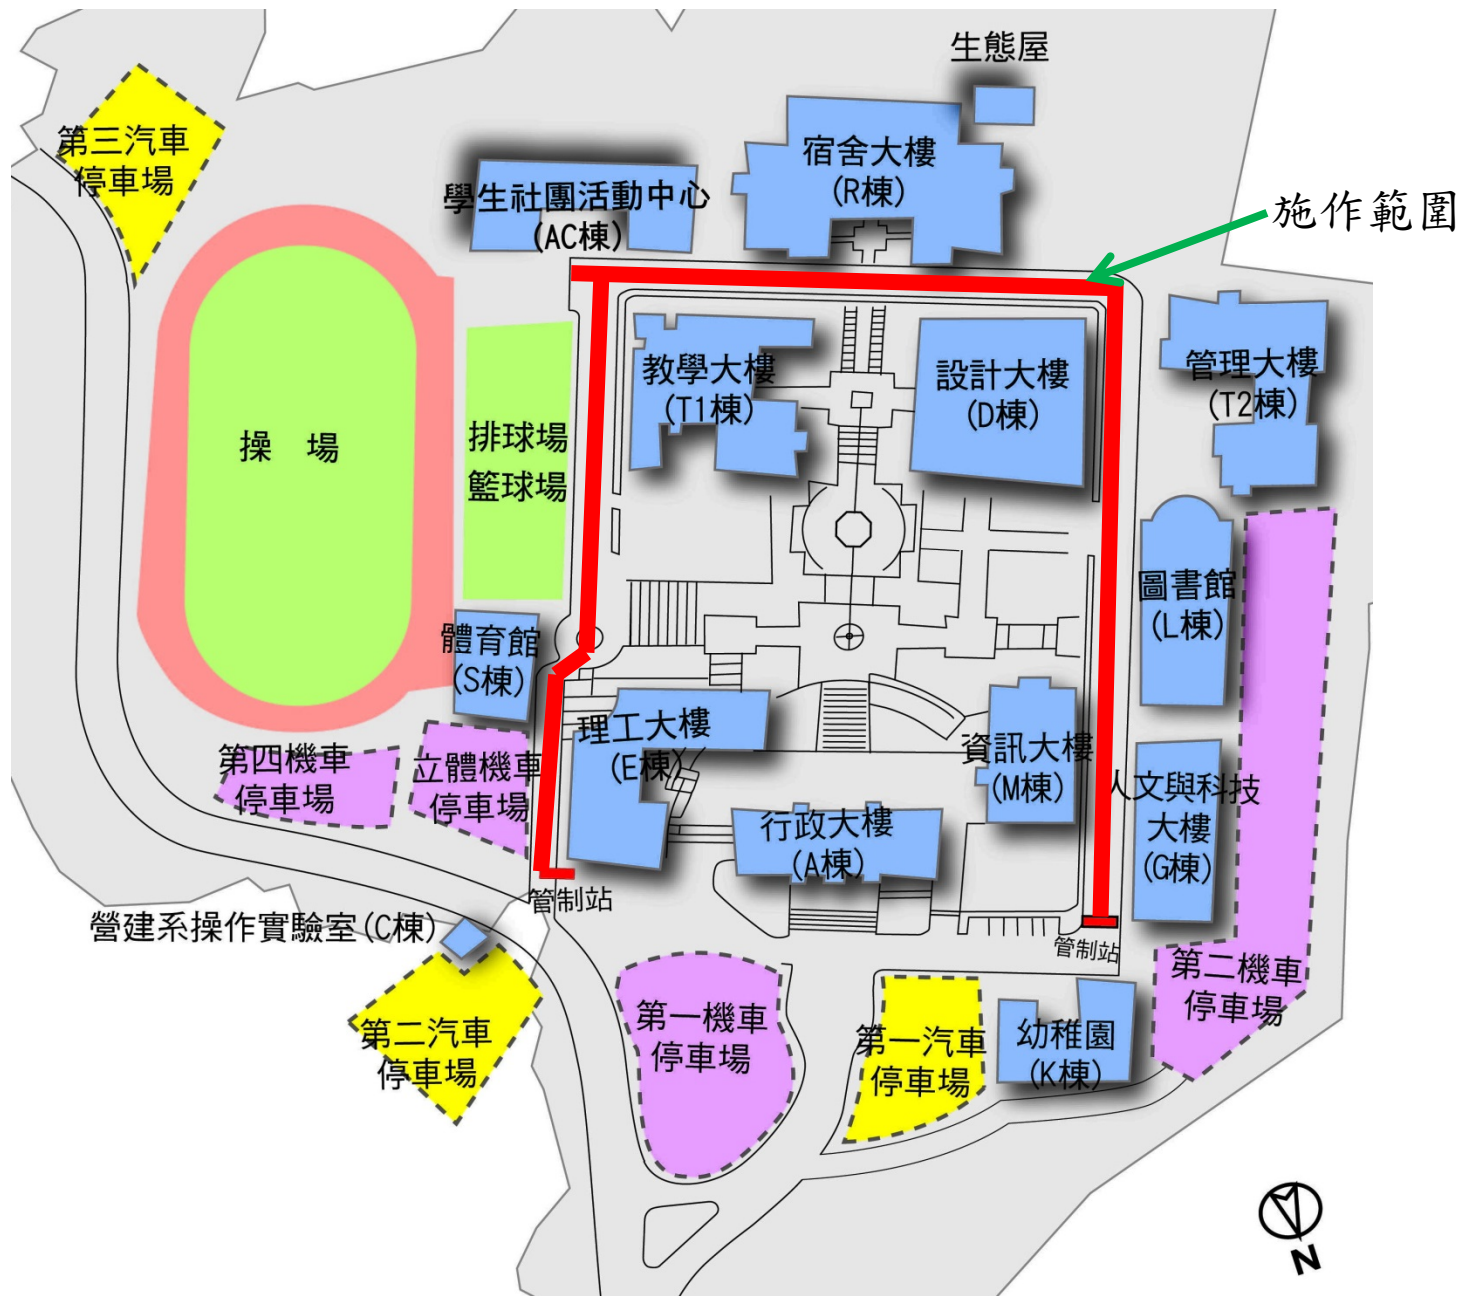 生態屋
第三汽車
停車場
宿舍大樓
(R棟)
學生社團活動中心
(AC棟)
施作範圍
教學大樓
(T1棟)
設計大樓
(D棟)
管理大樓
(T2棟)
操 場
排球場
籃球場
圖書館
(L棟)
體育館
(S棟)
理工大樓
(E棟)
資訊大樓
(M棟)
第四機車
停車場
立體機車
停車場
人文與科技
大樓
(G棟)
行政大樓
(A棟)
管制站
營建系操作實驗室(C棟)
管制站
第二機車
停車場
第二汽車
停車場
第一機車
停車場
第一汽車
停車場
幼稚園
(K棟)
N